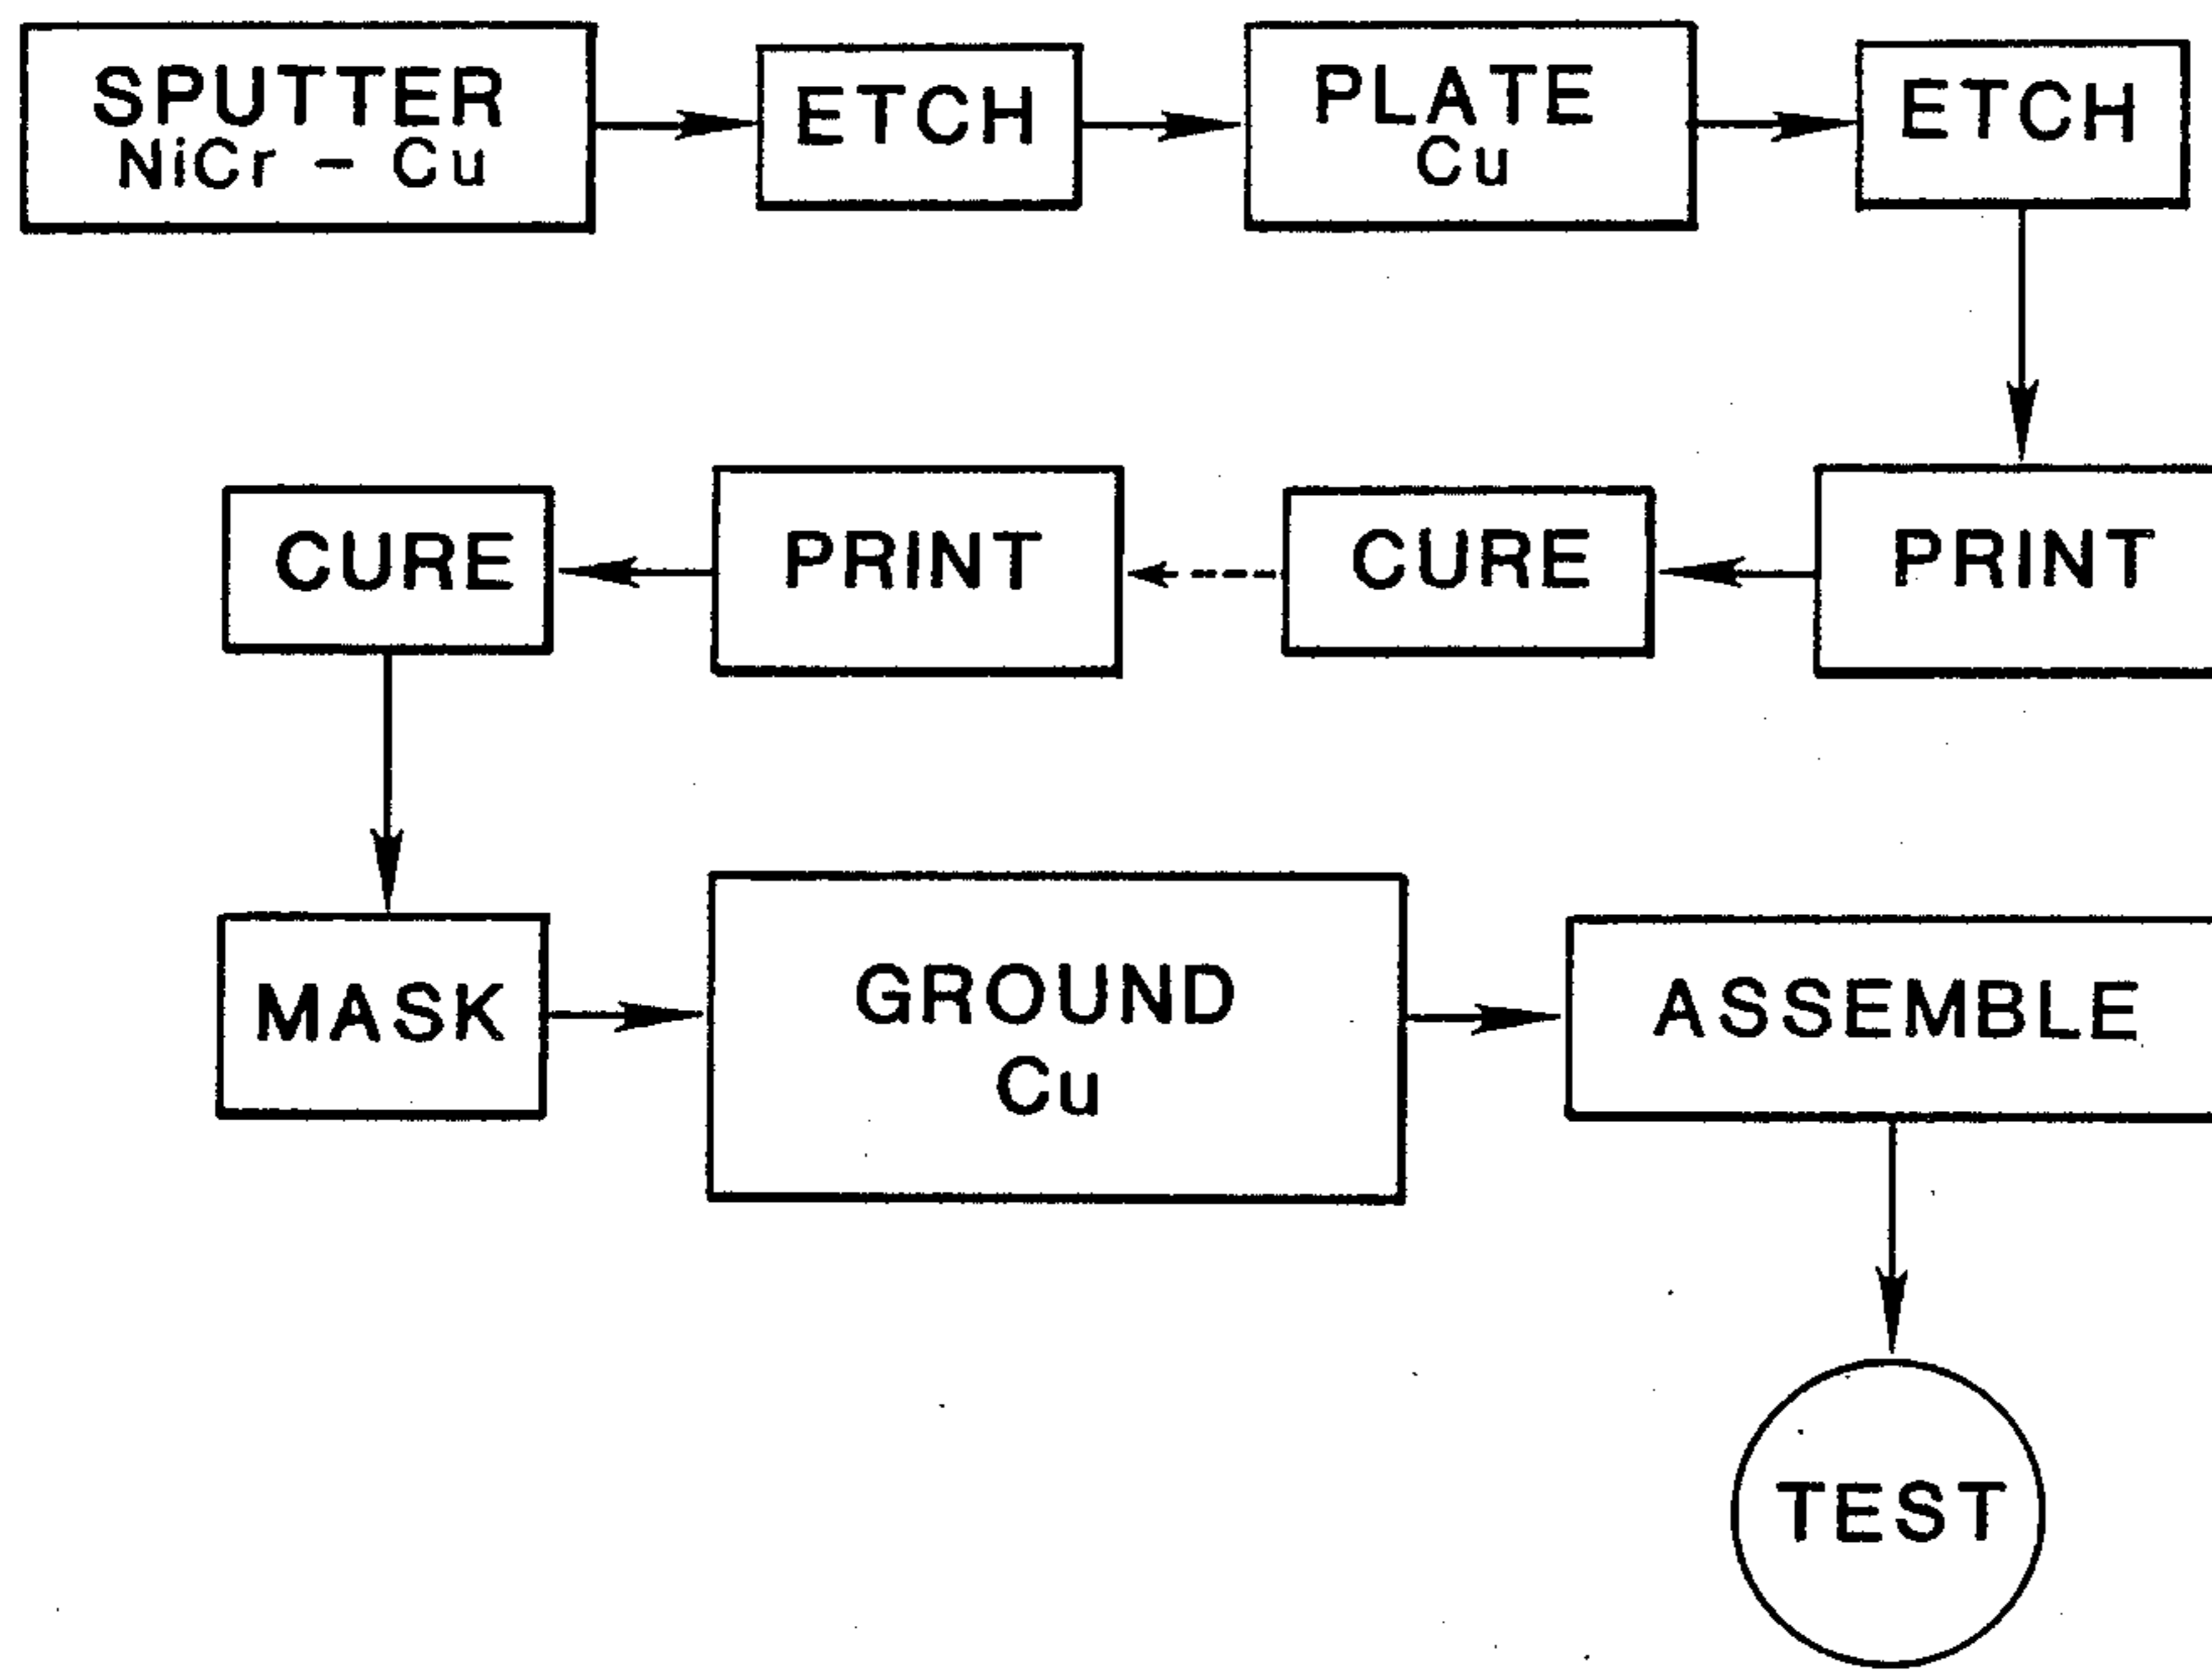 SPUTTER
NiCr – Cu
ETCH
PLATE
Cu
ETCH
PRINT
CURE
PRINT
CURE
MASK
GROUND
Cu
ASSEMBLE
TEST